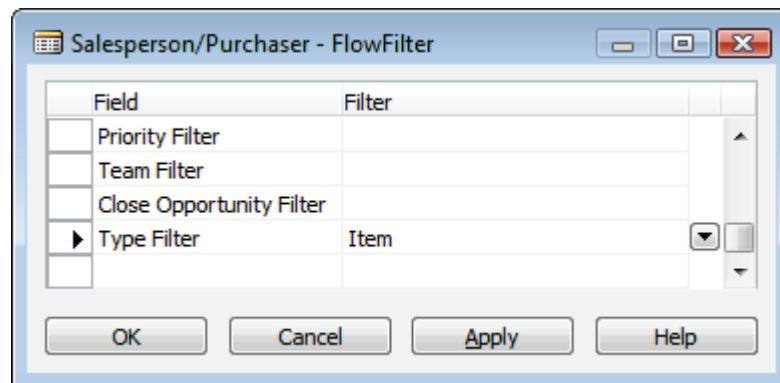 Salesperson/Purchaser - FlowFilter
Field Filter
Priority Filter
Team Filter
Close Opportunity Filter
Type Filter Item
OK Cancel Apply Help